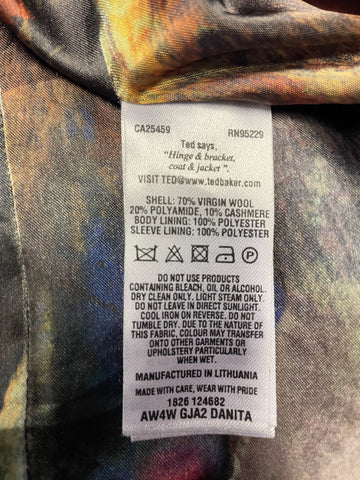 CA25459 RN95229
Ted says,
"Hinge & bracket,
coat & jacket".
VISIT TED@www.tedbaker.com
SHELL: 70% VIRGIN WOOL:
20% POLYAMIDE, 10% CASHMERE
BODY LINING: 100% POLYESTER
SLEEVE LINING: 100% POLYESTER
P
DO NOT USE PRODUCTS
CONTAINING BLEACH, OIL OR ALCOHOL.
DRY CLEAN ONLY. LIGHT STEAM ONLY.
DO NOT LEAVE IN DIRECT SUNLIGHT.
COOL IRON ON REVERSE. DO NOT
TUMBLE DRY. DUE TO THE NATURE OF
THIS FABRIC, COLOUR MAY TRANSFER
ONTO OTHER GARMENTS OR
UPHOLSTERY PARTICULARLY
WHEN WET.
MANUFACTURED IN LITHUANIA
MADE WITH CARE, WEAR WITH PRIDE
1826 124682
AW4W GJA2 DANITA